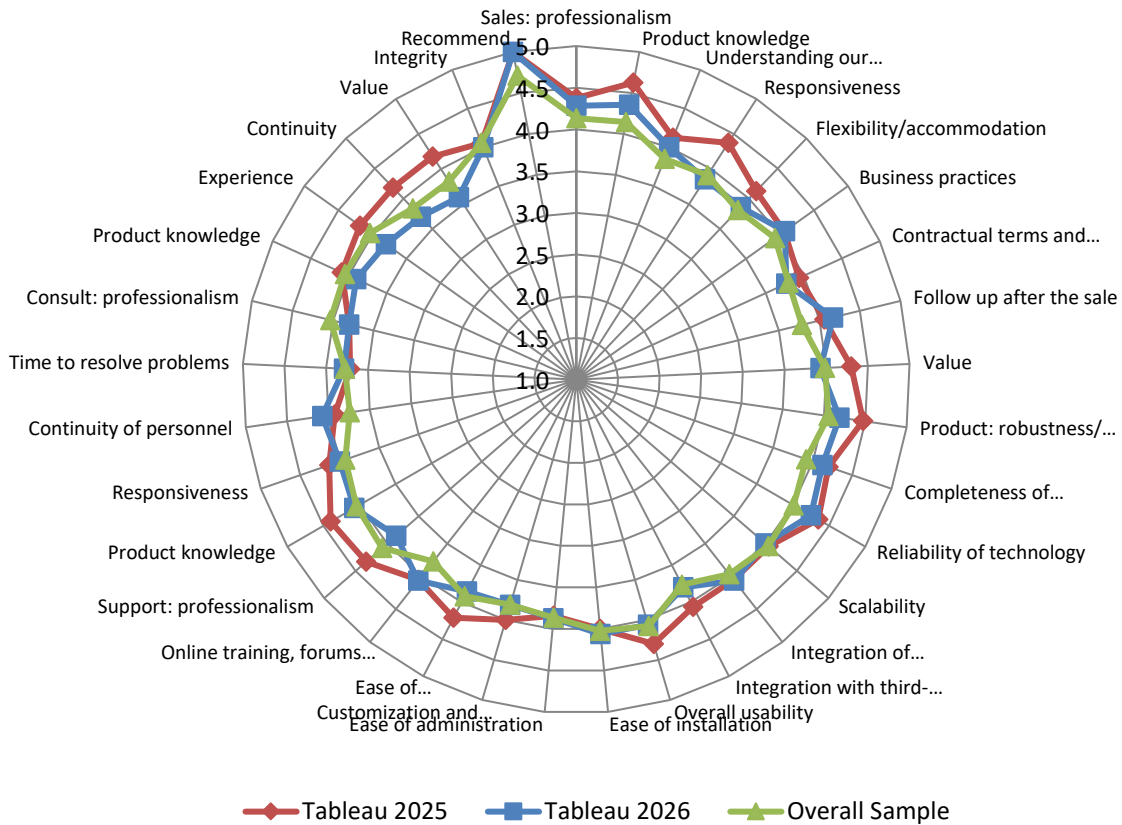 Sales: professionalism
Product knowledge
Understanding our...
Responsiveness
Flexibility/accommodation
Business practices
Contractual terms and...
Follow up after the sale
Value
Product: robustness/...
Completeness of...
Reliability of technology
Scalability
Integration of...
Integration with third-...
Overall usability
Ease of installation
Ease of administration
Customization and...
Ease of...
Online training, forums...
Support: professionalism
Product knowledge
Responsiveness
Continuity of personnel
Time to resolve problems
Consult: professionalism
Product knowledge
Experience
Continuity
Value
Integrity
Recommend
5.0
4.5
4.0
3.5
3.0
2.5
2.0
1.5
1.0
Tableau 2025 Tableau 2026 Overall Sample